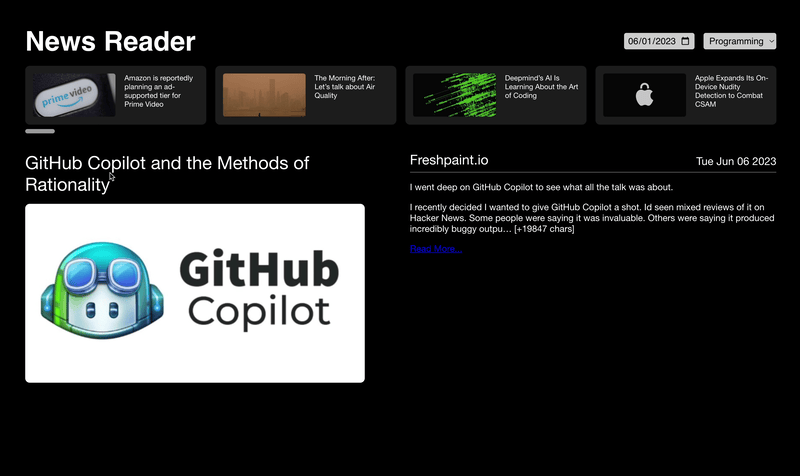 News Reader
06/01/2023
Programming
prime video
Amazon is reportedly
planning an ad-
supported tier for
Prime Video
The Morning After:
Let's talk about Air
Quality
Deepmind's AI Is
Learning About the Art
of Coding
Apple Expands Its On-
Device Nudity
Detection to Combat
CSAM
GitHub Copilot and the Methods of
Rationality
GitHub
Copilot
Freshpaint.io
Tue Jun 06 2023
I went deep on GitHub Copilot to see what all the talk was about.
I recently decided I wanted to give GitHub Copilot a shot. Id seen mixed reviews of it on
Hacker News. Some people were saying it was invaluable. Others were saying it produced
incredibly buggy outpu… [+19847 chars]
Read More...